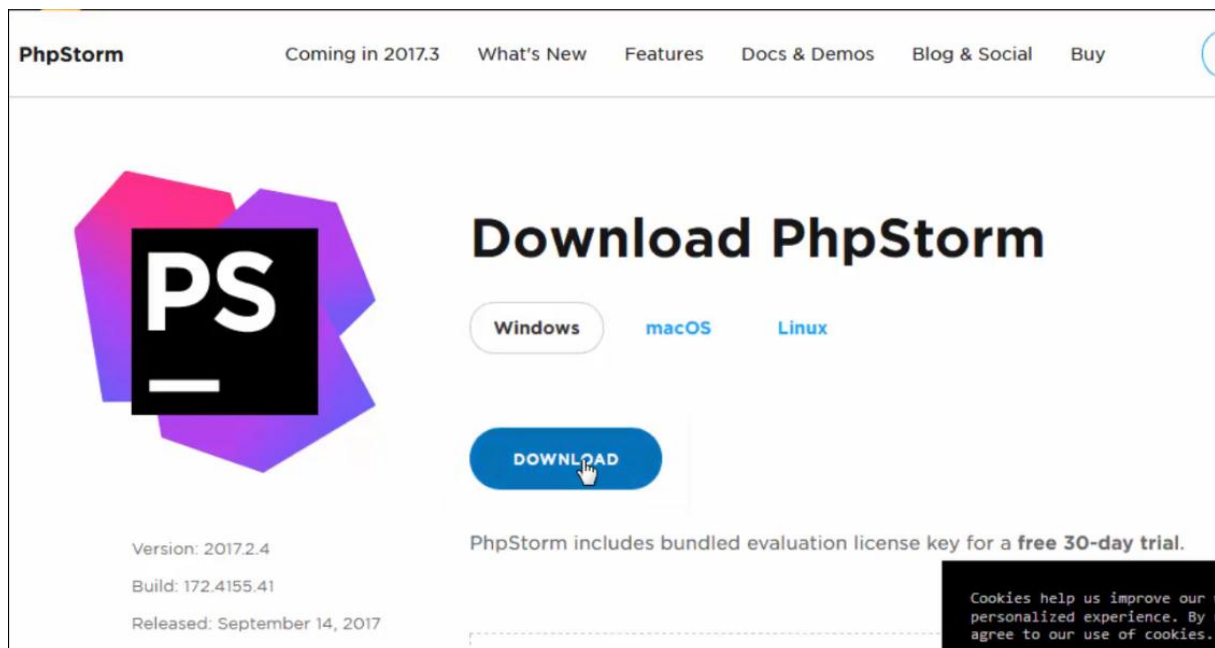 PhpStorm Coming in 2017.3 What's New Features Docs & Demos Blog & Social Buy
PS
Download PhpStorm
Windows macOS Linux
DOWNLOAD
PhpStorm includes bundled evaluation license key for a free 30-day trial.
Version: 2017.2.4
Build: 172.4155.41
Released: September 14, 2017
Cookies help us improve our
personalized experience. By
agree to our use of cookies.